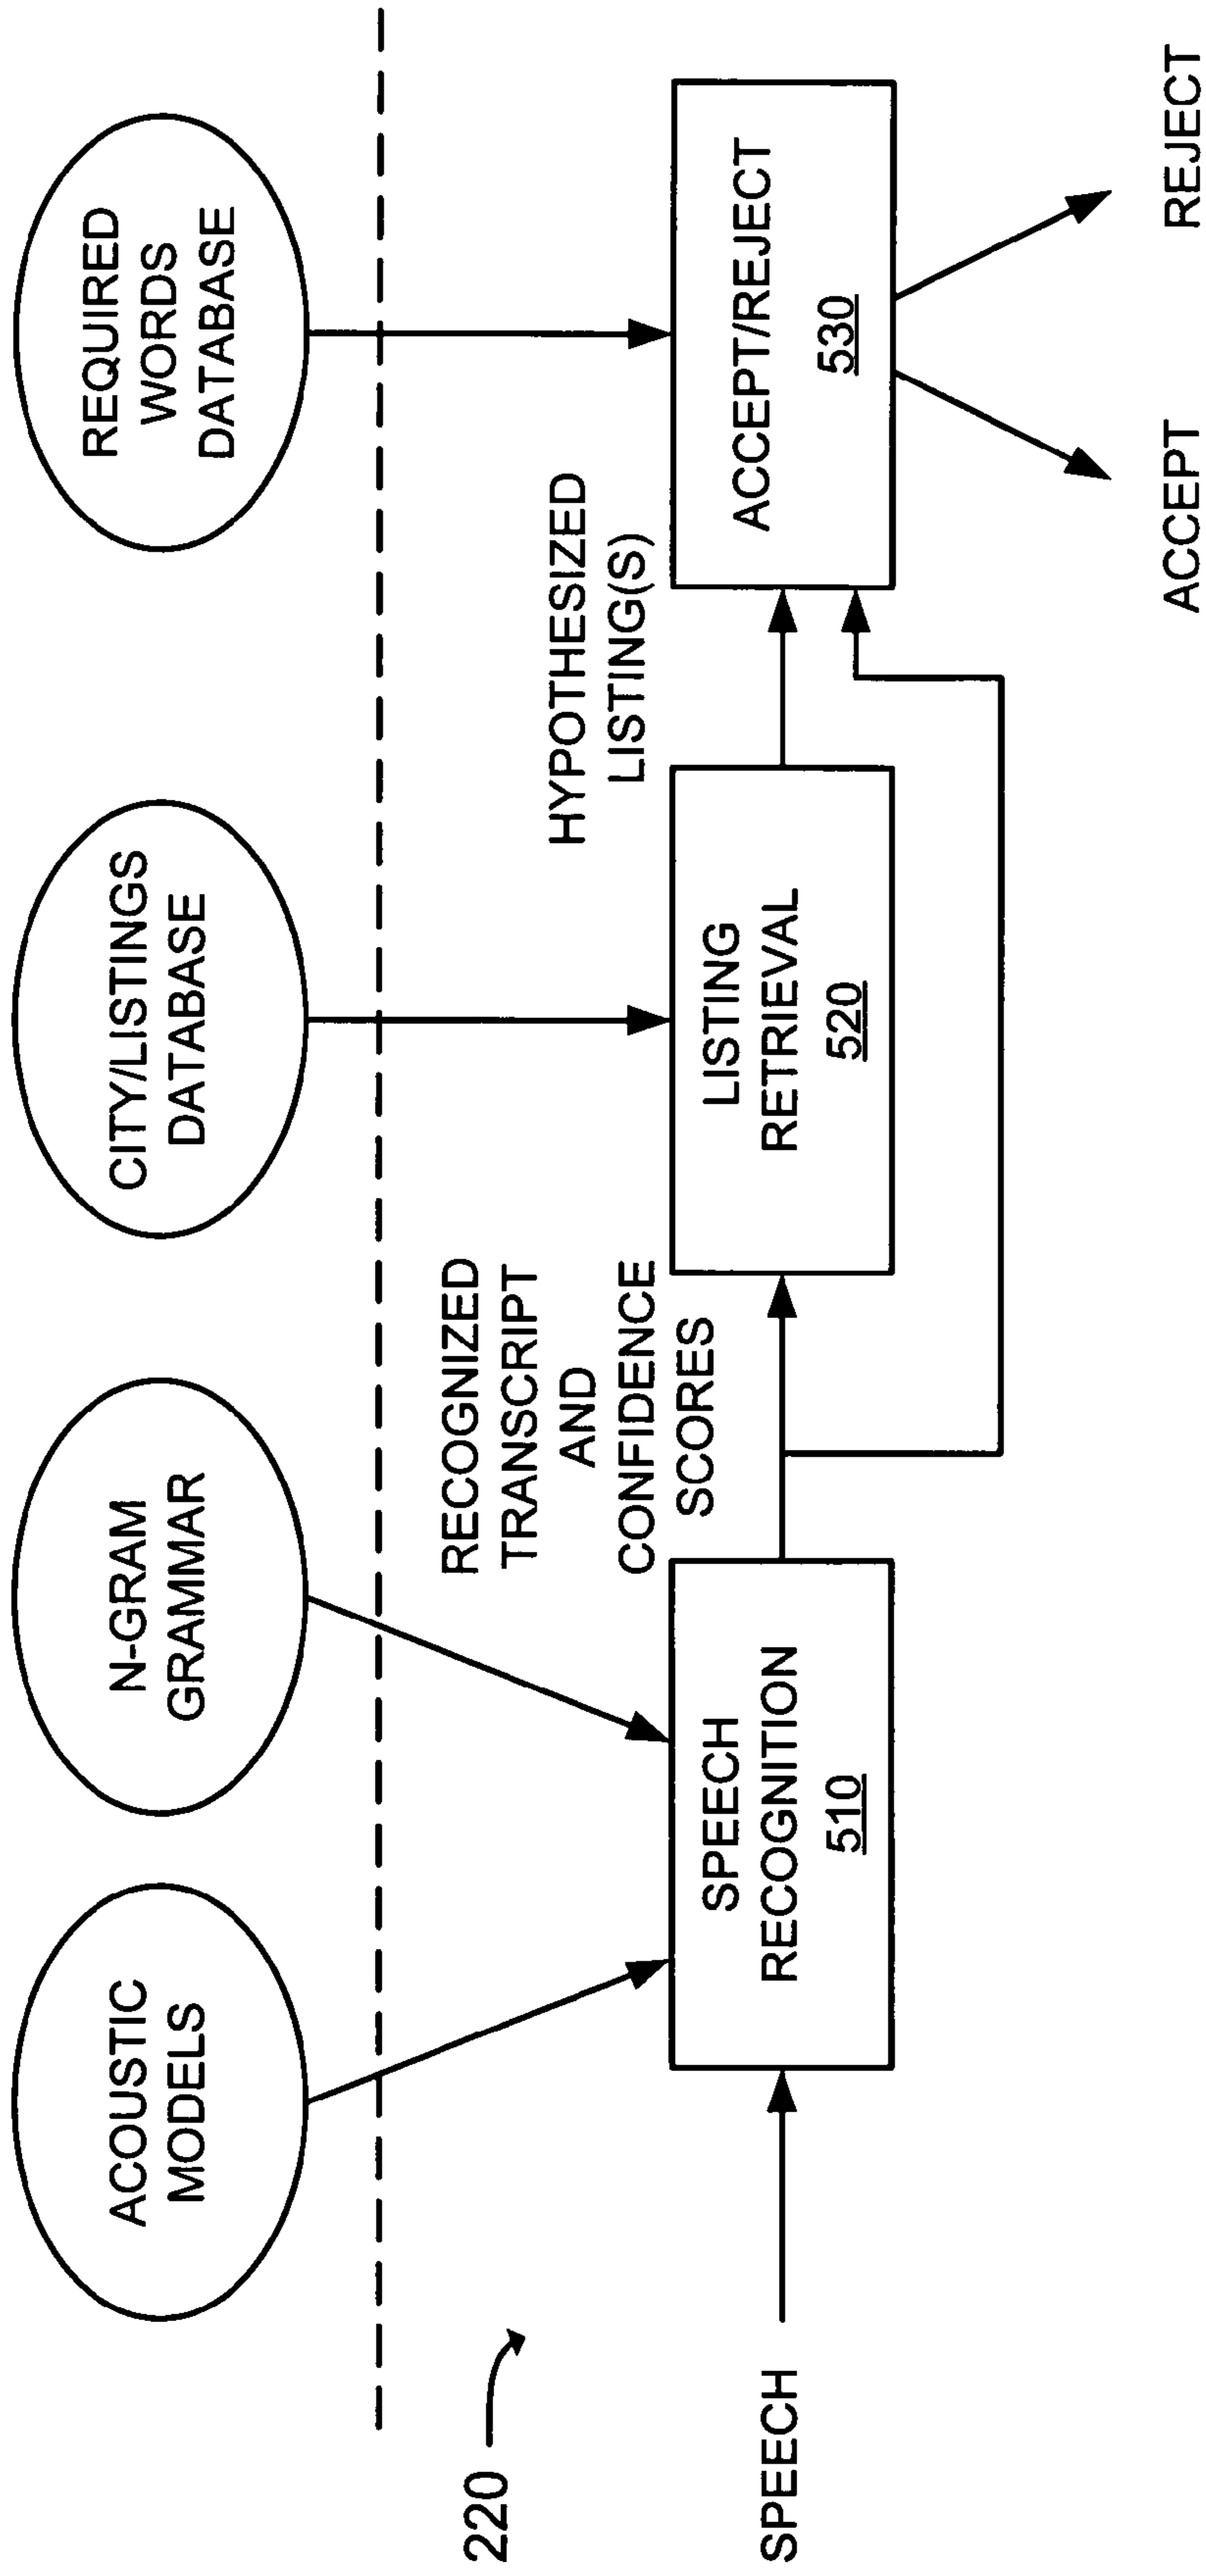 ACOUSTIC
MODELS
N-GRAM
GRAMMAR
CITY/LISTINGS
DATABASE
REQUIRED
WORDS
DATABASE
220
RECOGNIZED
TRANSCRIPT
AND
CONFIDENCE
SCORES
HYPOTHESIZED
LISTING(S)
SPEECH
SPEECH
RECOGNITION
510
LISTING
RETRIEVAL
520
ACCEPT/REJECT
530
ACCEPT
REJECT